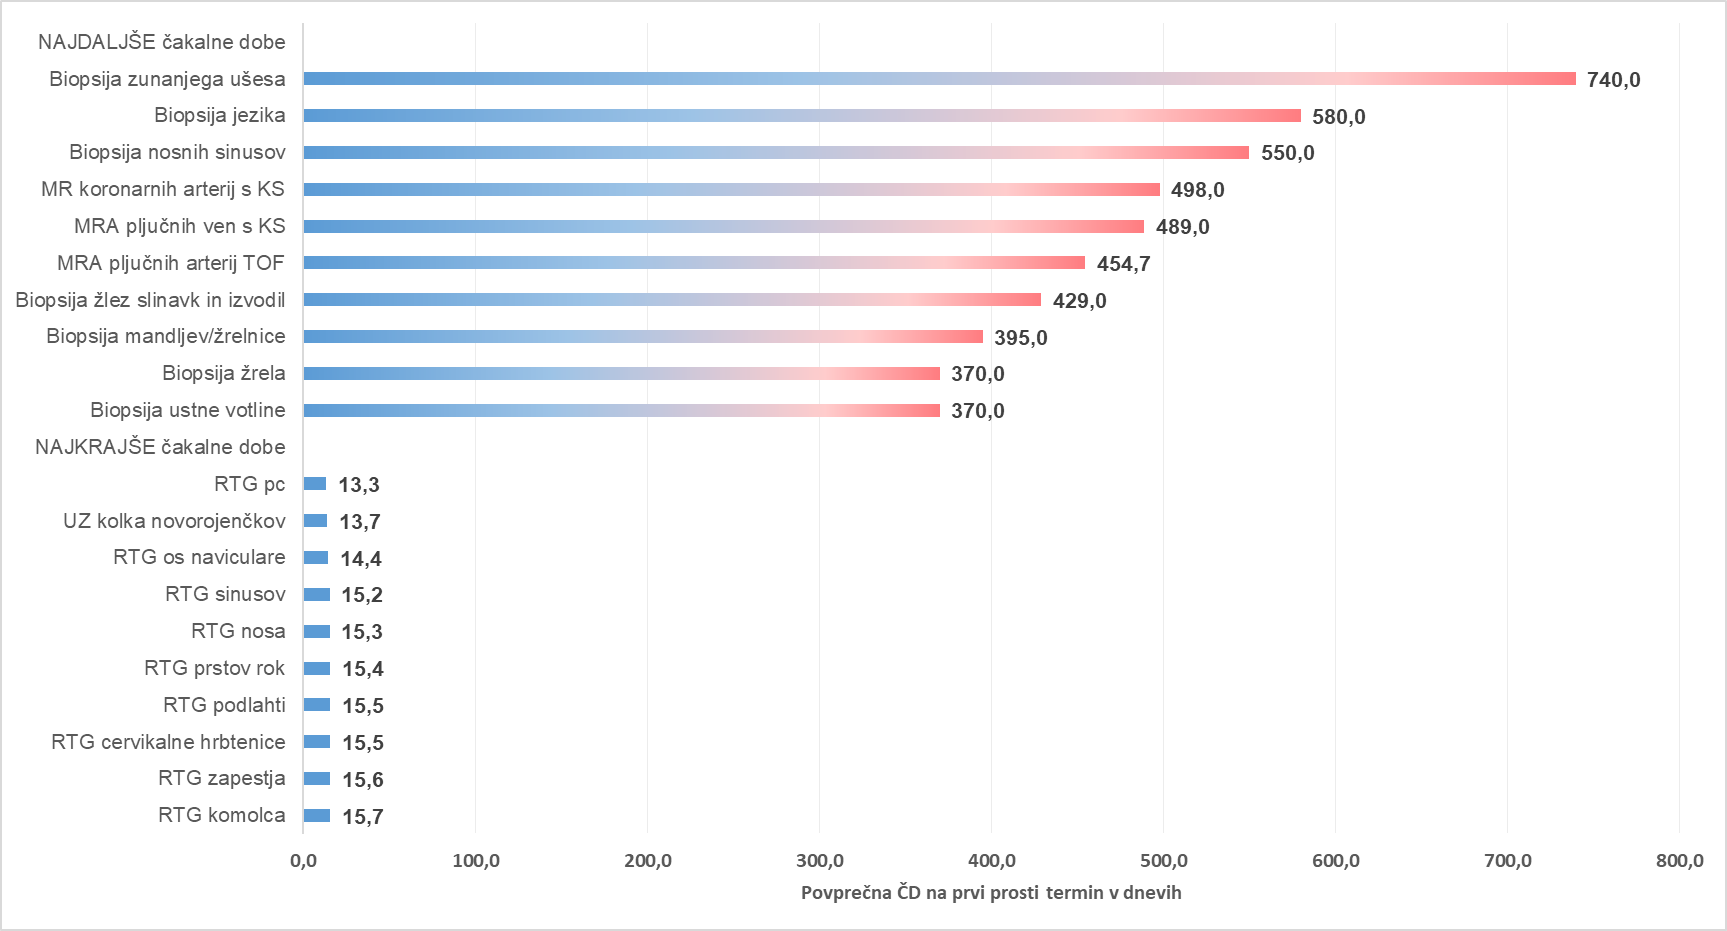 NAJDALJŠE čakalne dobe
Biopsija zunanjega ušesa 740,0
Biopsija jezika 580,0
Biopsija nosnih sinusov 550,0
MR koronarnih arterij s KS 498,0
MRA pljučnih ven s KS 489,0
MRA pljučnih arterij TOF 454,7
Biopsija žlez slinavk in izvodil 429,0
Biopsija mandljev/žrelnice 395,0
Biopsija žrela 370,0
Biopsija ustne votline 370,0
NAJKRAJŠE čakalne dobe
RTG pc 13,3
UZ kolka novorojenčkov 13,7
RTG os naviculare 14,4
RTG sinusov 15,2
RTG nosa 15,3
RTG prstov rok 15,4
RTG podlahti 15,5
RTG cervikalne hrbtenice 15,5
RTG zapestja 15,6
RTG komolca 15,7
0,0 100,0 200,0 300,0 400,0 500,0 600,0 700,0 800,0
Povprečna ČD na prvi prosti termin v dnevih